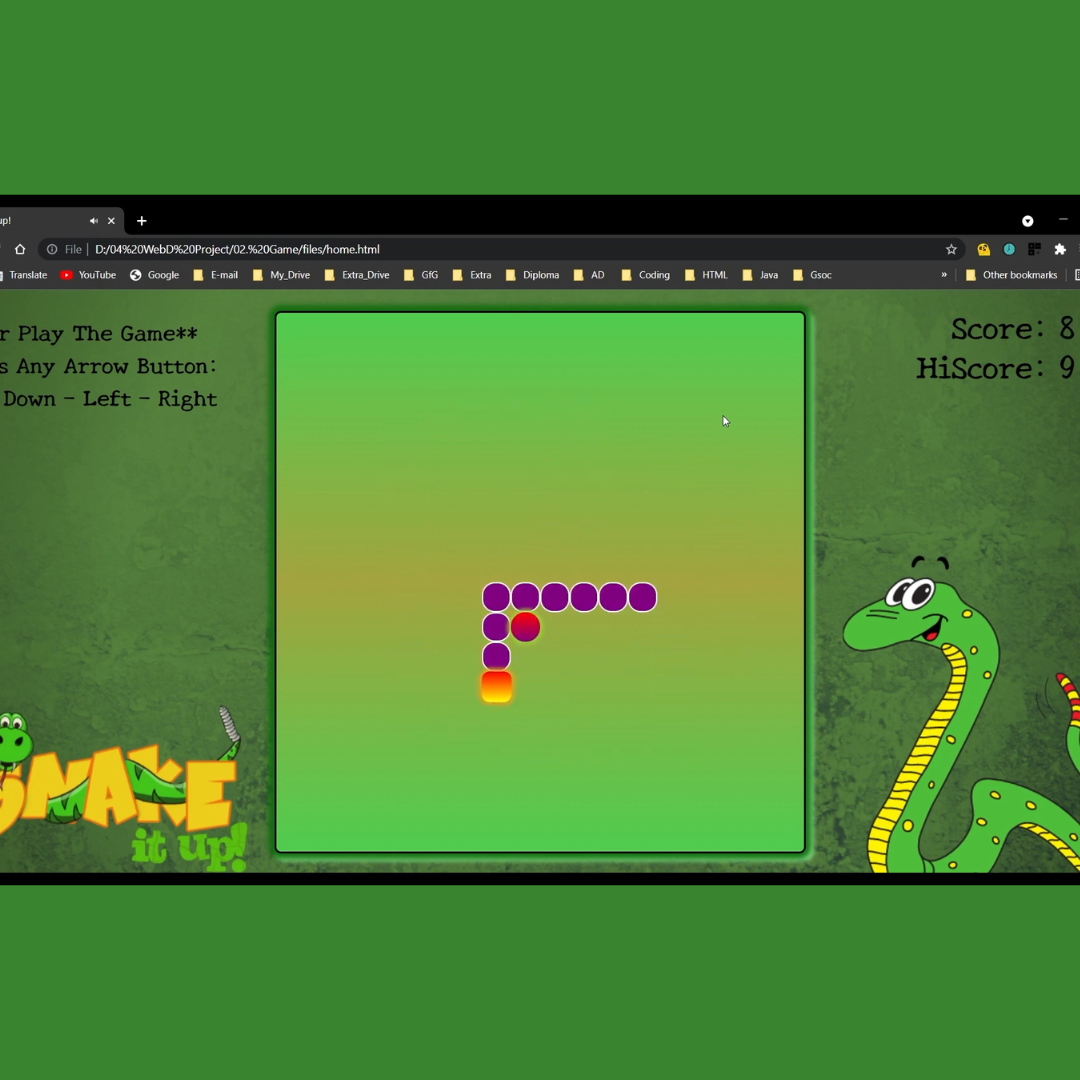 up!
File D:/04%20WebD%20Project/02.%20Game/files/home.html
Translate YouTube Google E-mail My_Drive Extra_Drive GfG Extra Diploma AD Coding HTML Java Gsoc » Other bookmarks
r Play The Game**
s Any Arrow Button:
Down - Left - Right
Score: 8
HiScore: 9
SNAKE
it up!